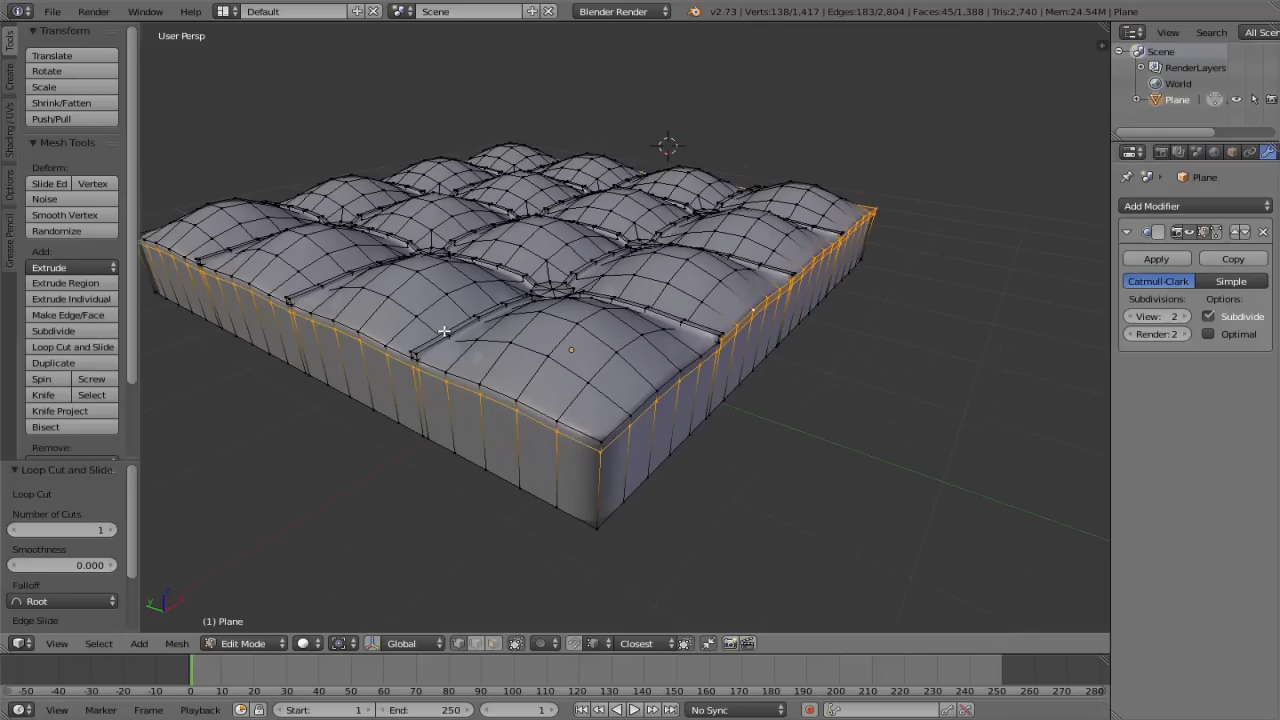 File Render Window Help Default Scene Blender Render v2.73 | Verts:138/1,417 | Edges:183/2,804 | Faces:45/1,388 | Tris:2,740 | Mem:24.54M | Plane
Tools
Create
Shading / UVs
Options
Grease Pencil
Transform
Translate
Rotate
Scale
Shrink/Fatten
Push/Pull
Mesh Tools
Deform:
Slide Ed Vertex
Noise
Smooth Vertex
Randomize
Add:
Extrude
Extrude Region
Extrude Individual
Make Edge/Face
Subdivide
Loop Cut and Slide
Duplicate
Spin Screw
Knife Select
Knife Project
Bisect
Remove:
Loop Cut and Slide
Loop Cut
Number of Cuts
1
Smoothness
0.000
Falloff
Root
Edge Slide
User Persp
(1) Plane
View Search All Sce
Scene
RenderLayers
World
Plane
Plane
Add Modifier
Apply Copy
Catmull-Clark Simple
Subdivisions: Options:
View: 2 Subdivide
Render: 2 Optimal
View Select Add Mesh Edit Mode Global Closest
-50 -40 -30 -20 -10 0 10 20 30 40 50 60 70 80 90 100 110 120 130 140 150 160 170 180 190 200 210 220 230 240 250 260 270 280
View Marker Frame Playback Start: 1 End: 250 1 No Sync